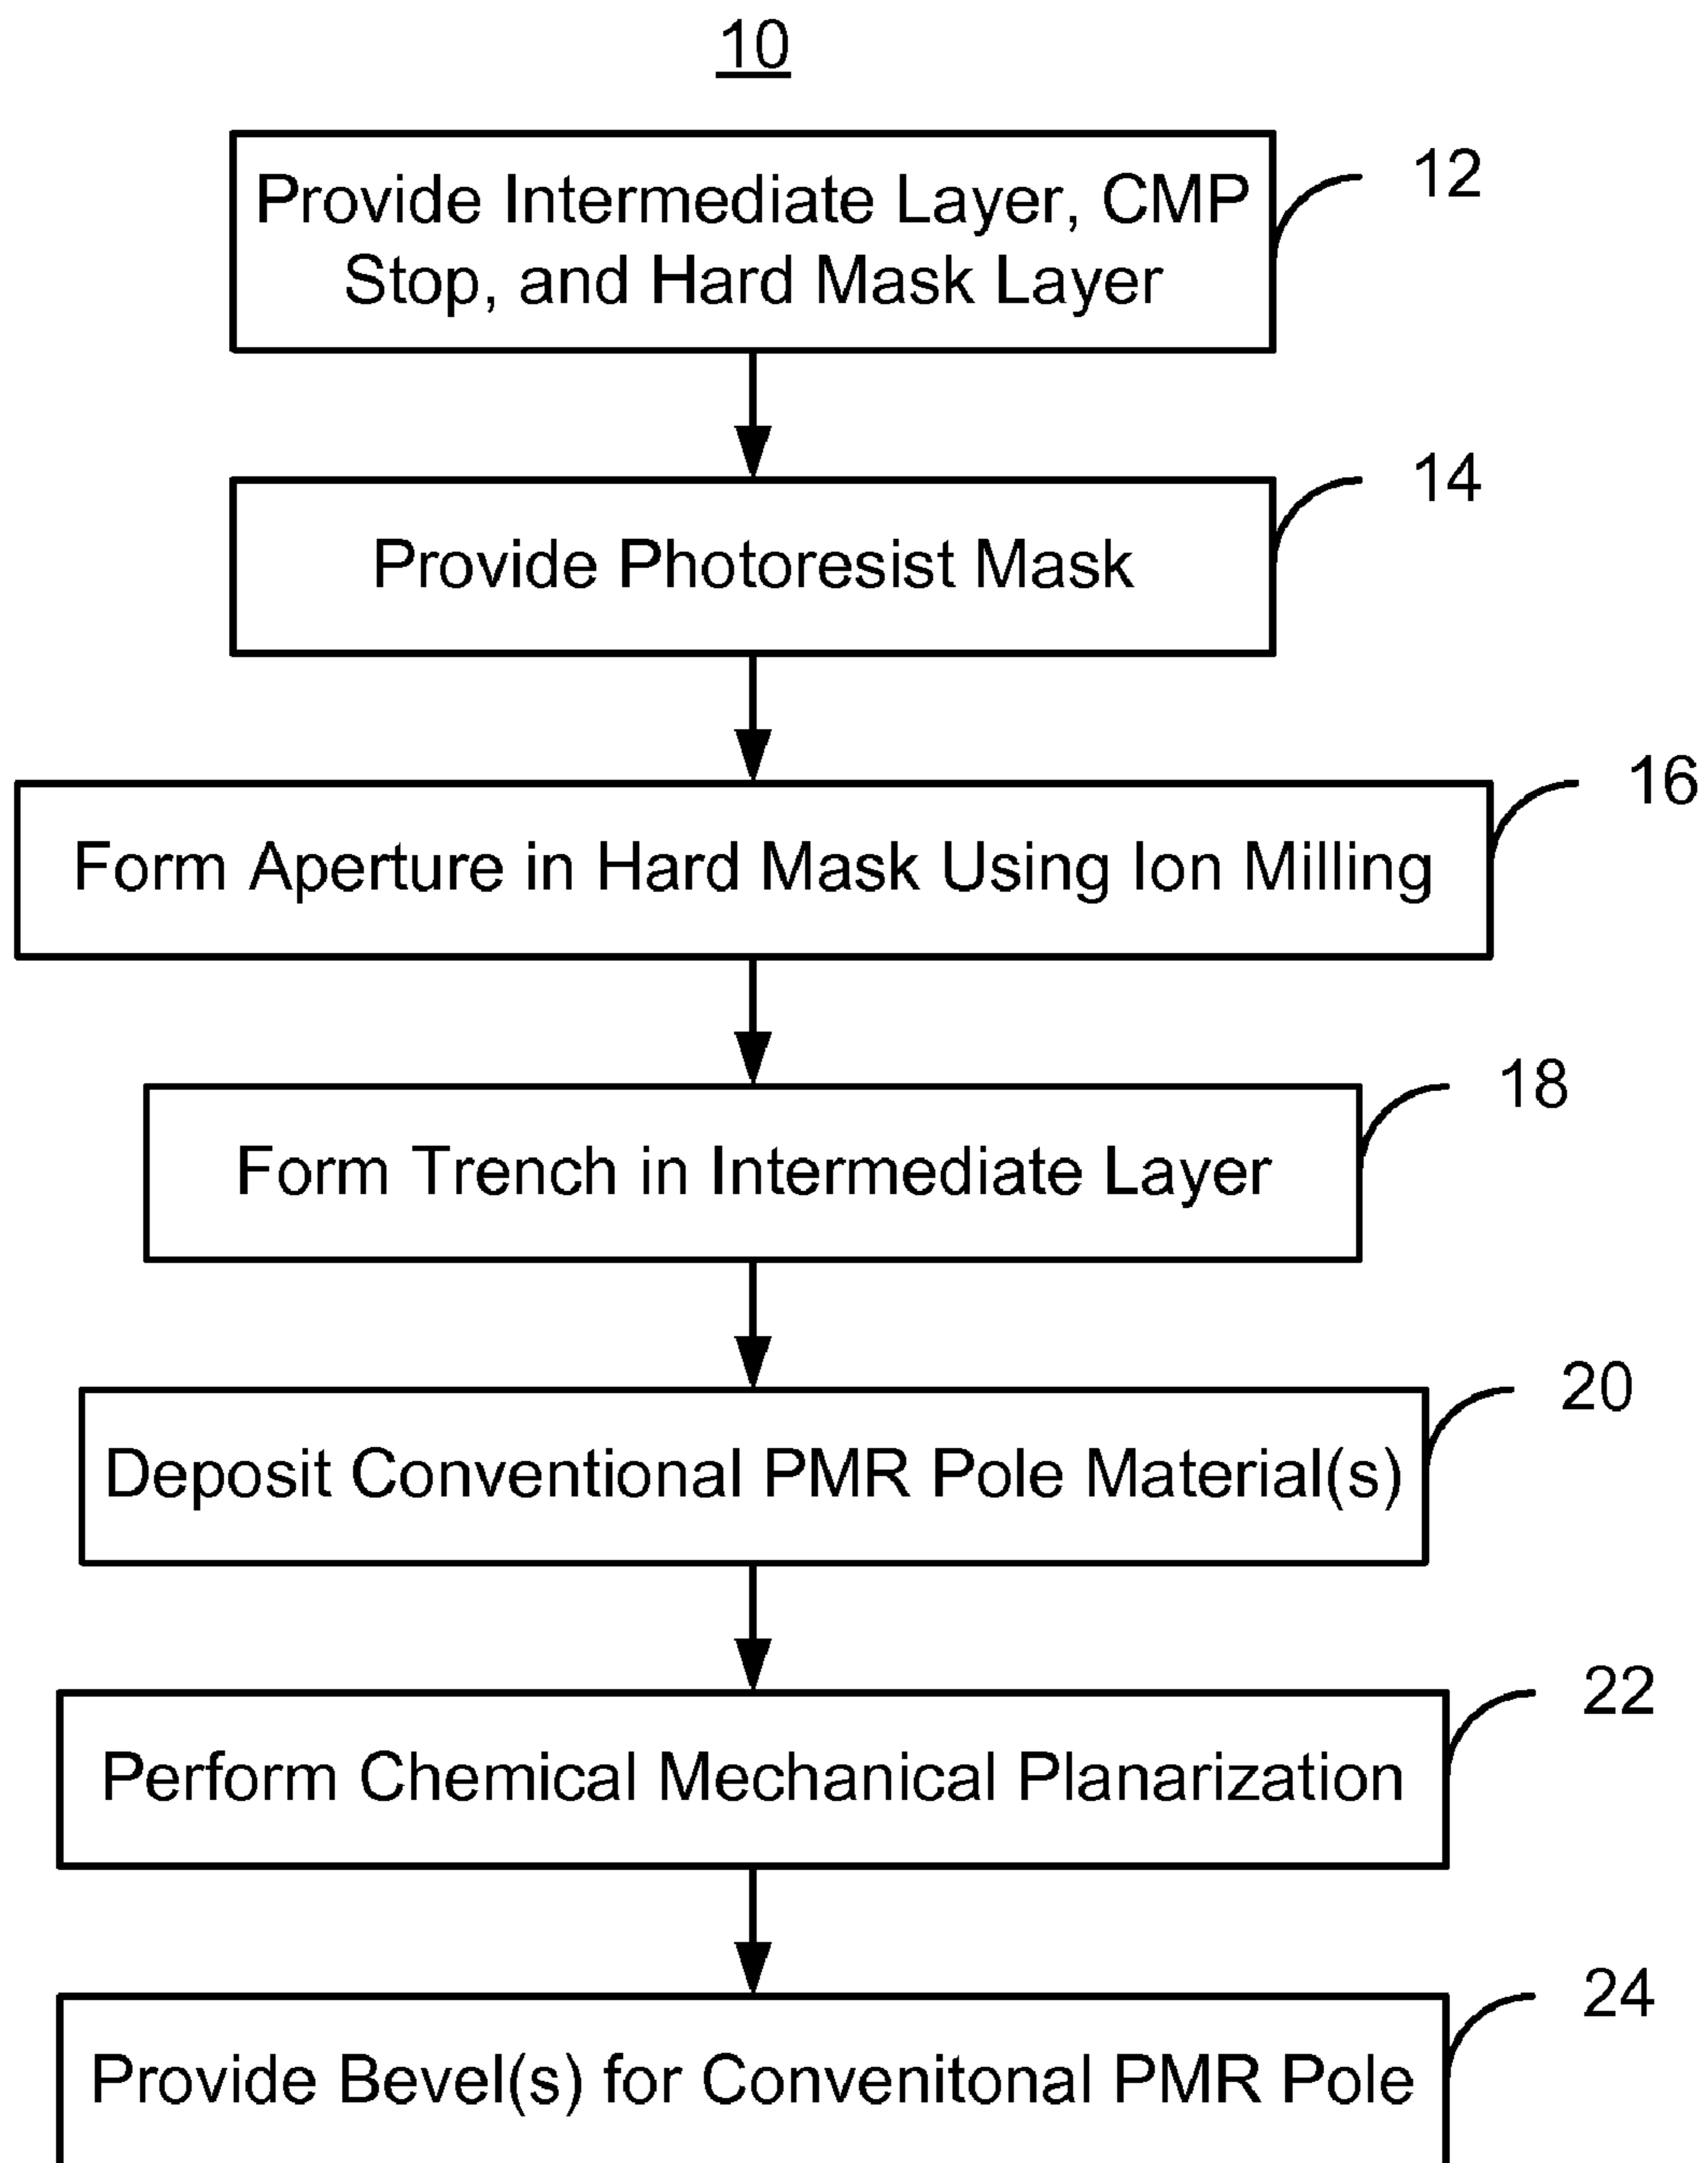 10
Provide Intermediate Layer, CMP
Stop, and Hard Mask Layer
12
Provide Photoresist Mask
14
Form Aperture in Hard Mask Using Ion Milling
16
Form Trench in Intermediate Layer
18
Deposit Conventional PMR Pole Material(s)
20
Perform Chemical Mechanical Planarization
22
Provide Bevel(s) for Convenitonal PMR Pole
24